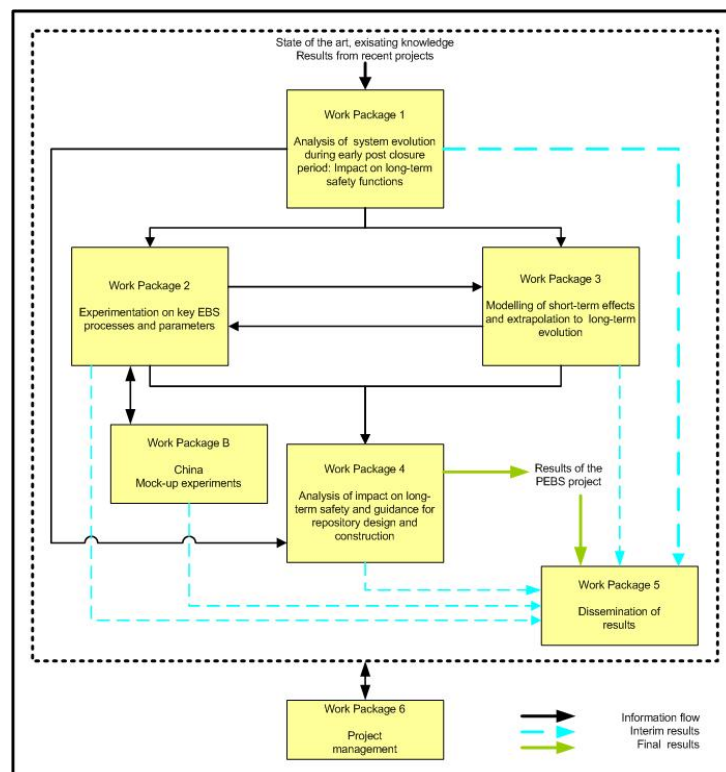 State of the art, exisating knowledge
Results from recent projects
Work Package 1
Analysis of system evolution
during early post closure
period: Impact on long-term
safety functions
Work Package 2
Experimentation on key EBS
processes and parameters
Work Package 3
Modelling of short-term effects
and extrapolation to long-term
evolution
Work Package B
China
Mock-up experiments
Work Package 4
Analysis of impact on long-
term safety and guidance for
repository design and
construction
Results of the
PEBS project
Work Package 5
Dissemination of
results
Work Package 6
Project
management
Information flow
Interim results
Final results